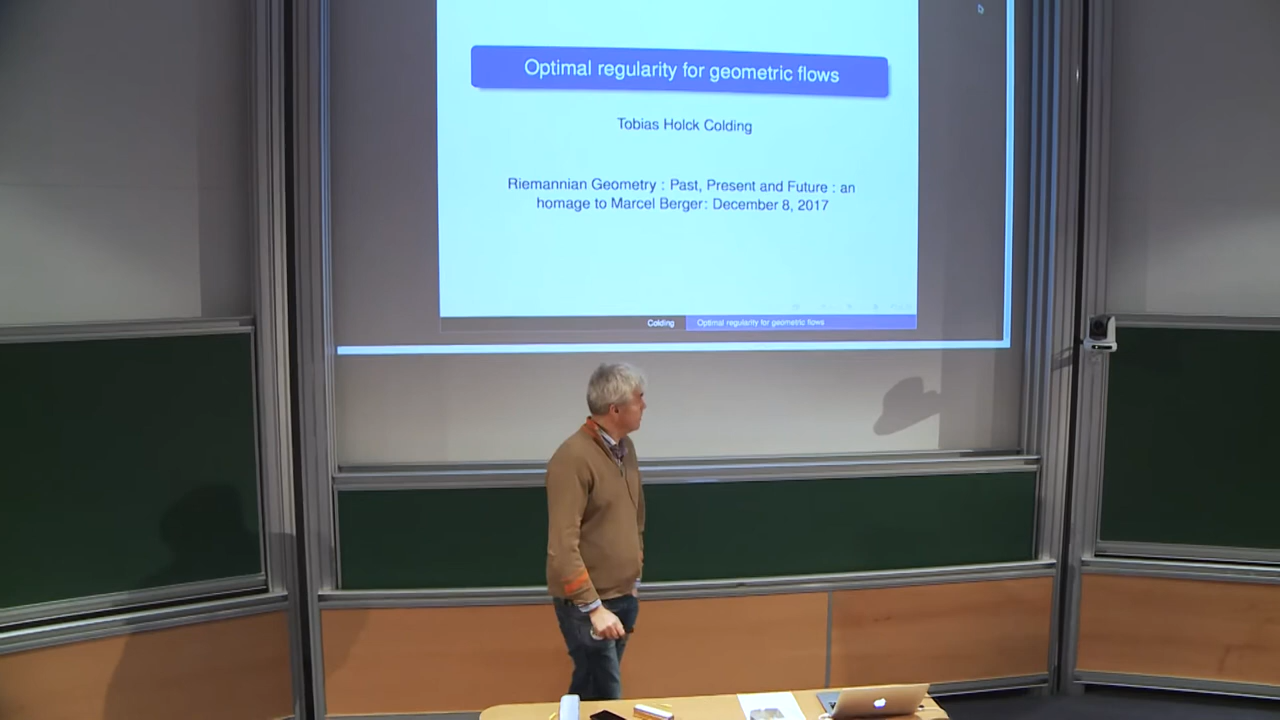 Optimal regularity for geometric flows
Tobias Holck Colding
Riemannian Geometry : Past, Present and Future : an
homage to Marcel Berger: December 8, 2017
Colding
Optimal regularity for geometric flows